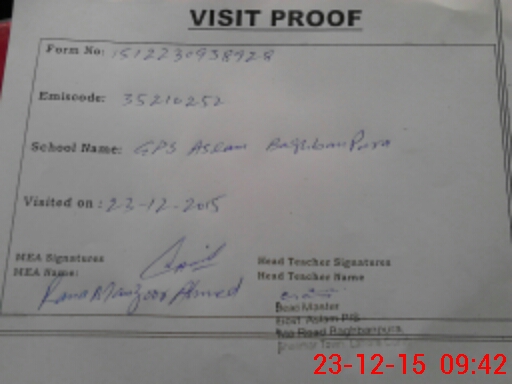 VISIT PROOF
Form No: 1512230938928
Emiscode: 35210252
School Name: GPS Aslam BaghbanPura
Visited on : 23-12-2015
MEA Signatures
Head Teacher Signatures
MEA Name:
Head Teacher Name
Rana Manzoor Ahmed
Head Master
Govt. Aslam P/S
Road Baghbanpura,
23-12-15 09:42